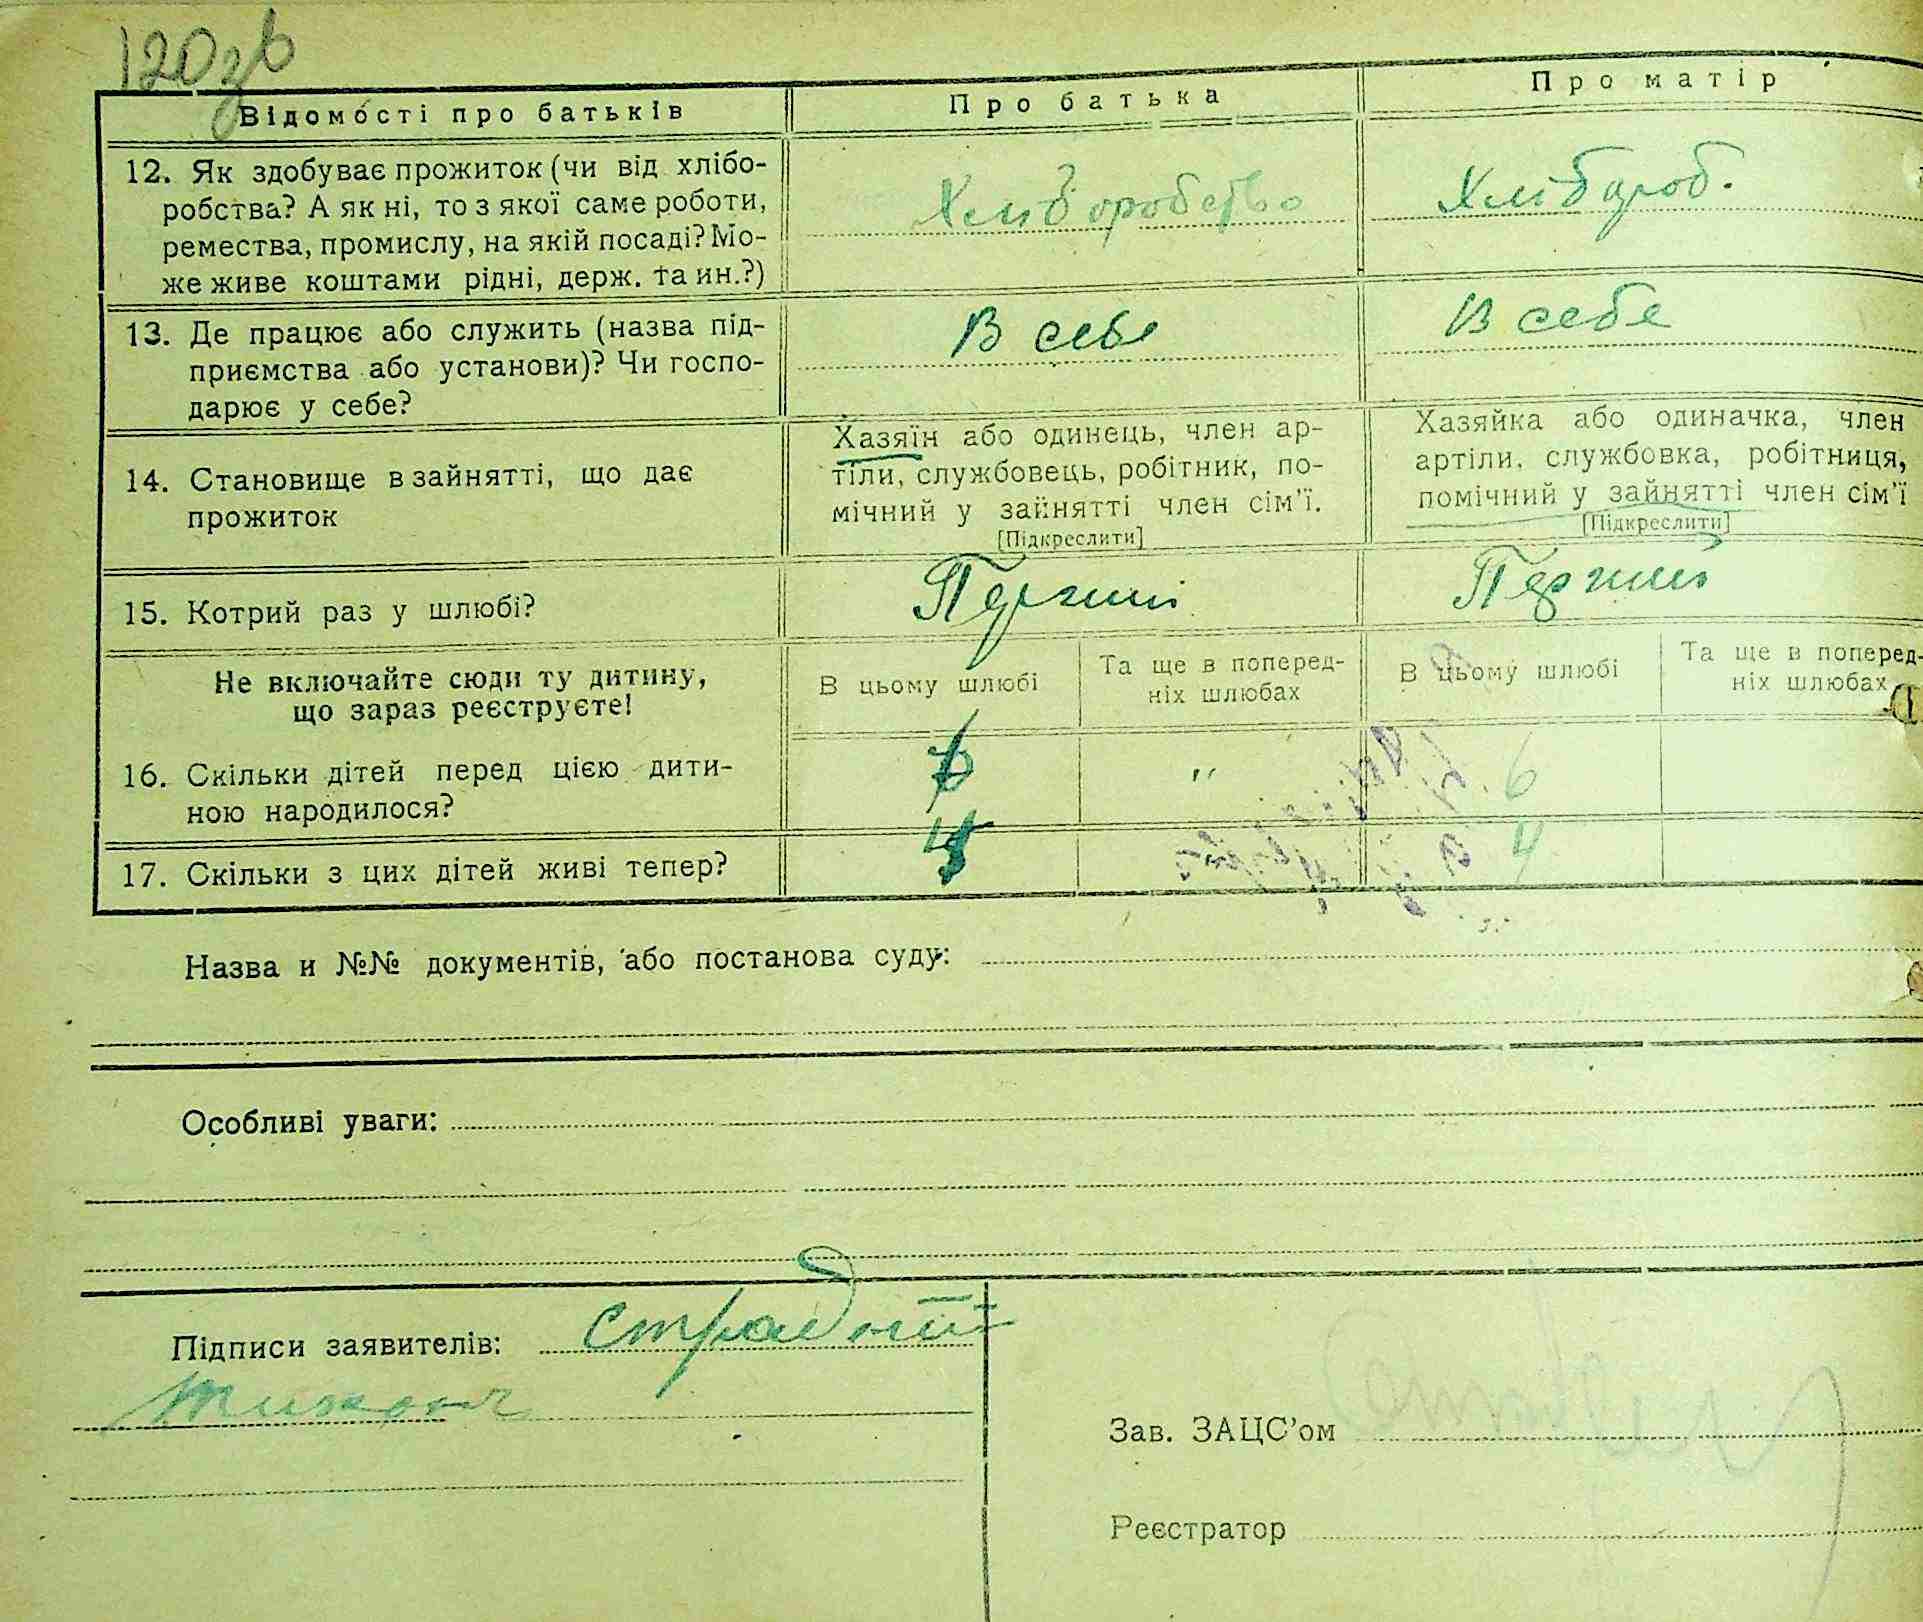 120зв
Відомості про батьків
Про батька
Про матір
12. Як здобуває прожиток (чи від хлібо-
робства? А як ні, то з якої саме роботи,
ремества, промислу, на якій посаді? Мо-
же живе коштами рідні, держ. та ин.?)
Хліборобство
Хлібороб.
13. Де працює або служить (назва під-
приємства або установи)? Чи госпо-
дарює у себе?
В себе
В себе
14. Становище в зайнятті, що дає
прожиток
Хазяїн або одинець, член ар-
тіли, службовець, робітник, по-
мічний у зайнятті член сім'ї.
[Підкреслити]
Хазяйка або одиначка, член
артіли, службовка, робітниця,
помічний у зайнятті член сім'ї
[Підкреслити]
15. Котрий раз у шлюбі?
Перший
Перший
Не включайте сюди ту дитину,
що зараз реєструєте!
В цьому шлюбі
Та ще в поперед-
ніх шлюбах
В цьому шлюбі
Та ще в поперед-
ніх шлюбах
16. Скільки дітей перед цією дити-
ною народилося?
6
"
6
17. Скільки з цих дітей живі тепер?
4
4
Назва и №№ документів, або постанова суду:
Особливі уваги:
Підписи заявителів:
Зав. ЗАЦС'ом
Реєстратор